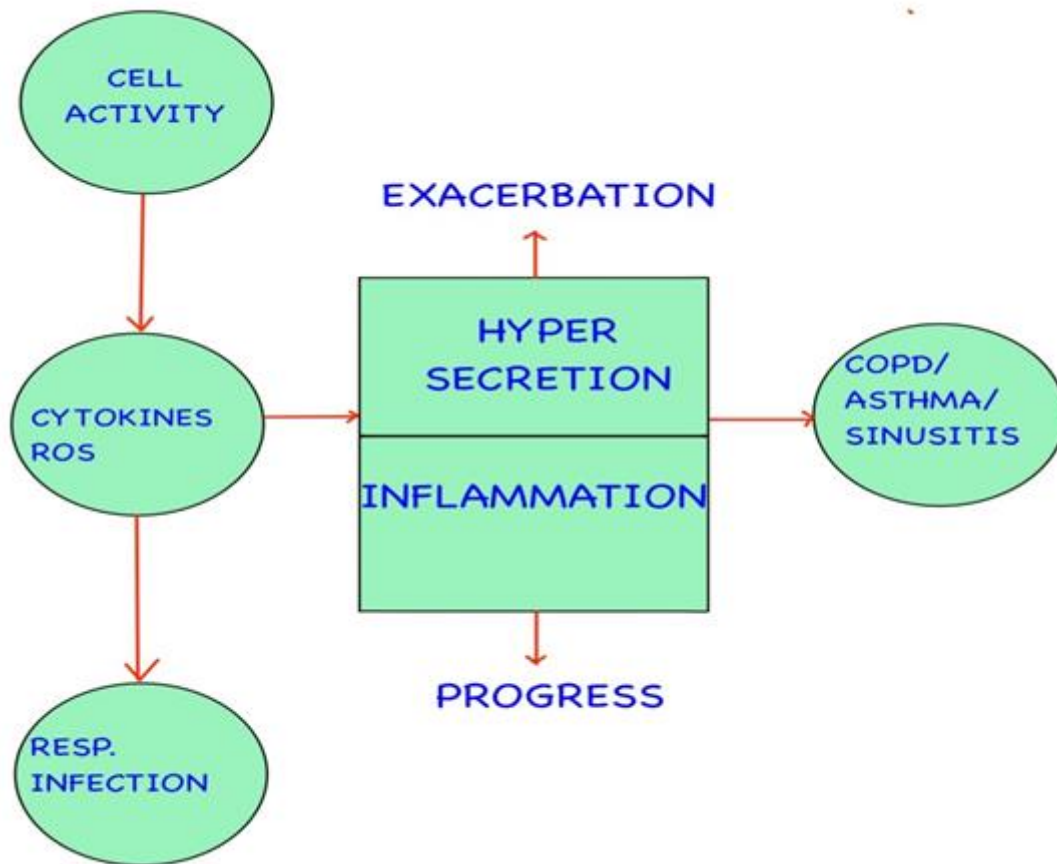 CELL
ACTIVITY
EXACERBATION
HYPER
SECRETION
COPD/
ASTHMA/
SINUSITIS
CYTOKINES
ROS
INFLAMMATION
PROGRESS
RESP.
INFECTION